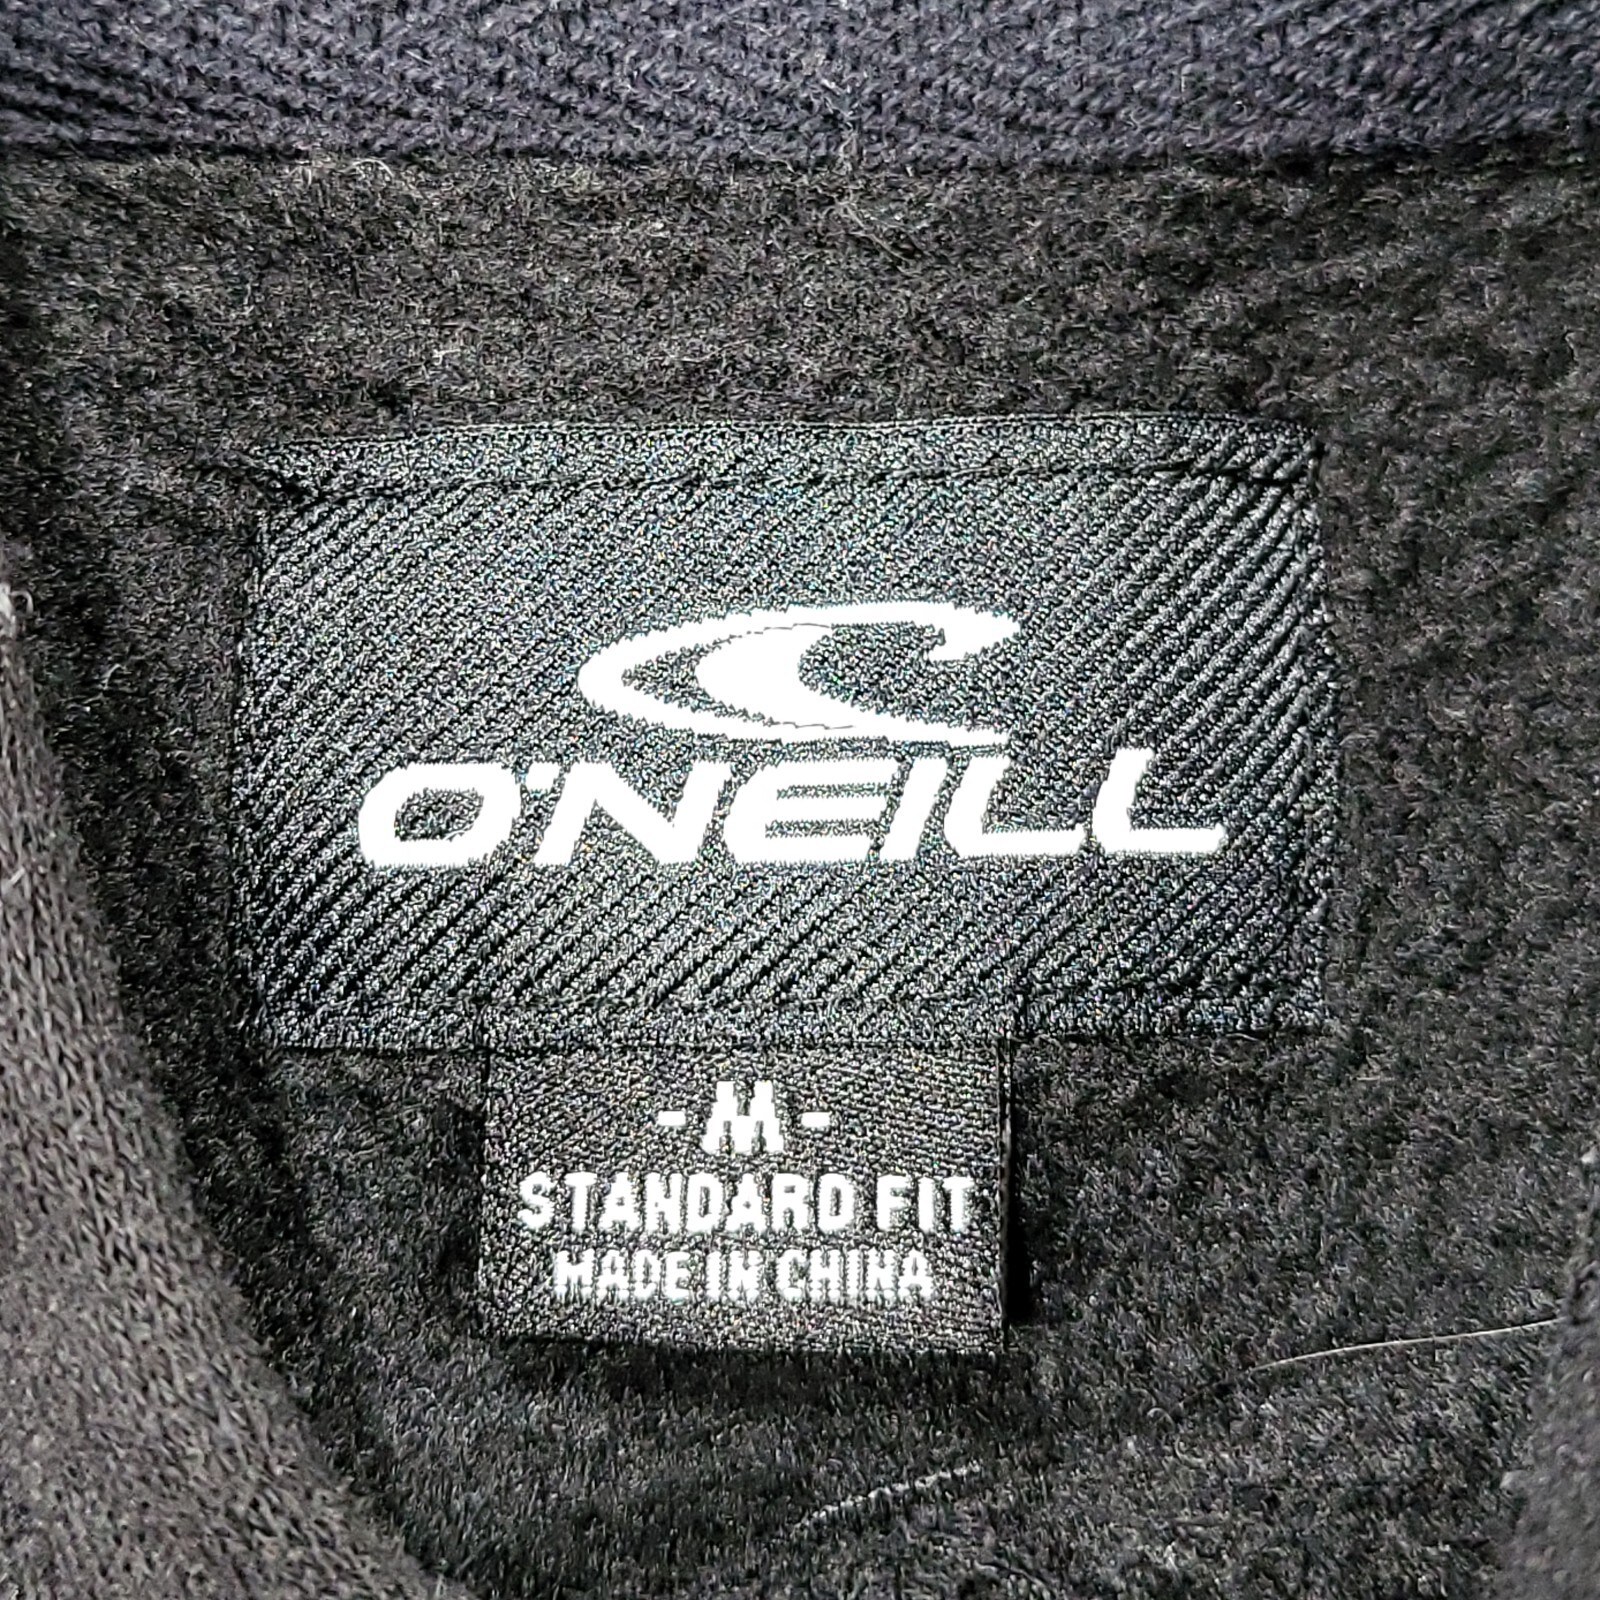 O'NEILL
- M -
STANDARD FIT
MADE IN CHINA